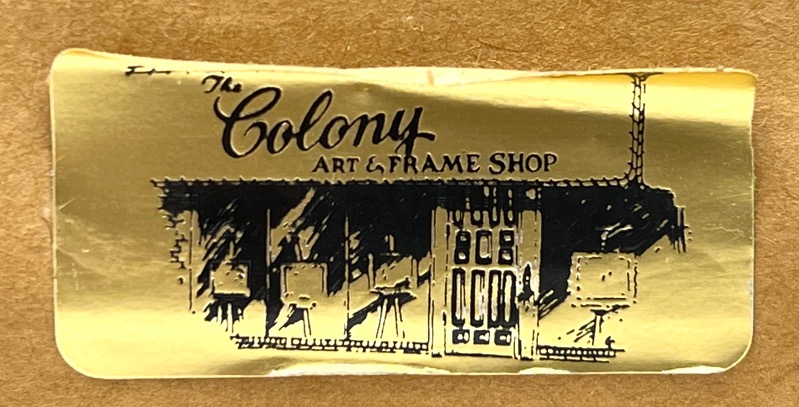 The
Colony
ART & FRAME SHOP